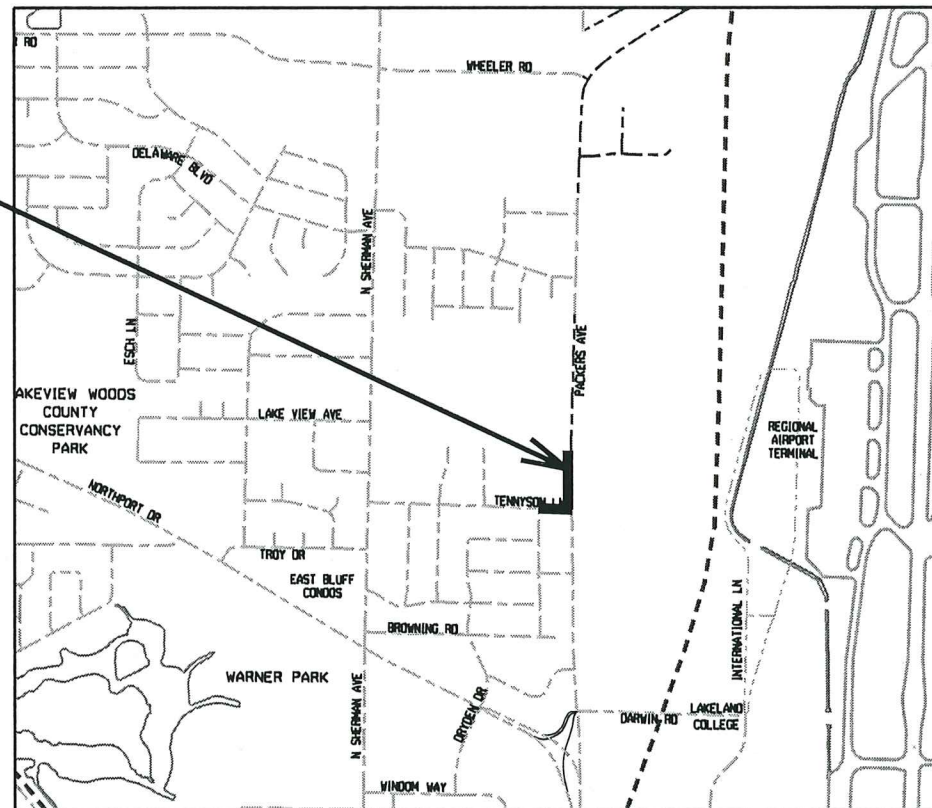 R RD
WHEELER RD
DELAWARE BLVD
N SHERMAN AVE
ESCH LN
PACKERS AVE
AKEVIEW WOODS
COUNTY
CONSERVANCY
PARK
LAKE VIEW AVE
REGIONAL
AIRPORT
TERMINAL
NORTHPORT DR
TENNYSON L
TROY DR
EAST BLUFF
CONDOS
BROWNING RD
INTERNATIONAL LN
WARNER PARK
N SHERMAN AVE
DRYDEN DR
DARWIN RD
LAKELAND
COLLEGE
WINDOM WAY